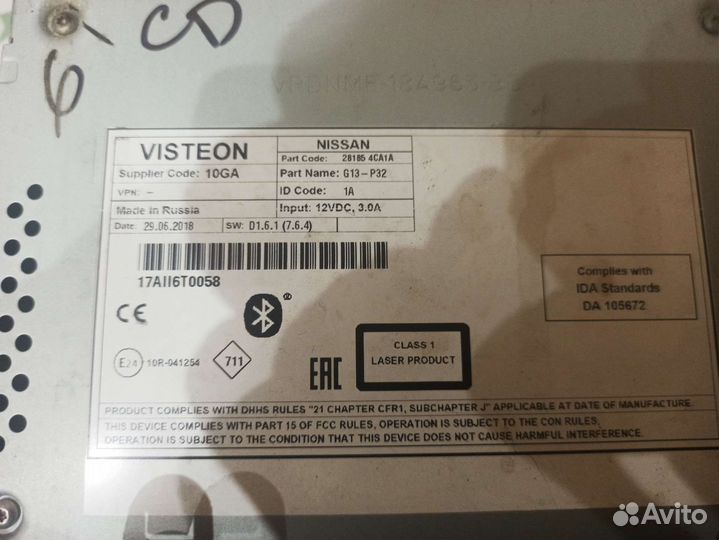 6-CD
VISTEON
Supplier Code: 10GA
VPN: -
Made in Russia
Date: 29.06.2018
SW: D1.6.1 (7.6.4)
NISSAN
Part Code: 28185 4CA1A
Part Name: G13-P32
ID Code: 1A
Input: 12VDC, 3.0A
17AII6T0058
Complies with
IDA Standards
DA 105672
CE
E24 10R-041254
711
EAC
CLASS 1
LASER PRODUCT
PRODUCT COMPLIES WITH DHHS RULES "21 CHAPTER CFR1, SUBCHAPTER J" APPLICABLE AT DATE OF MANUFACTURE.
THIS DEVICE COMPLIES WITH PART 15 OF FCC RULES, OPERATION IS SUBJECT TO THE CON RULES,
OPERATION IS SUBJECT TO THE CONDITION THAT THIS DEVICE DOES NOT CAUSE HARMFUL INTERFERENCE.
Avito